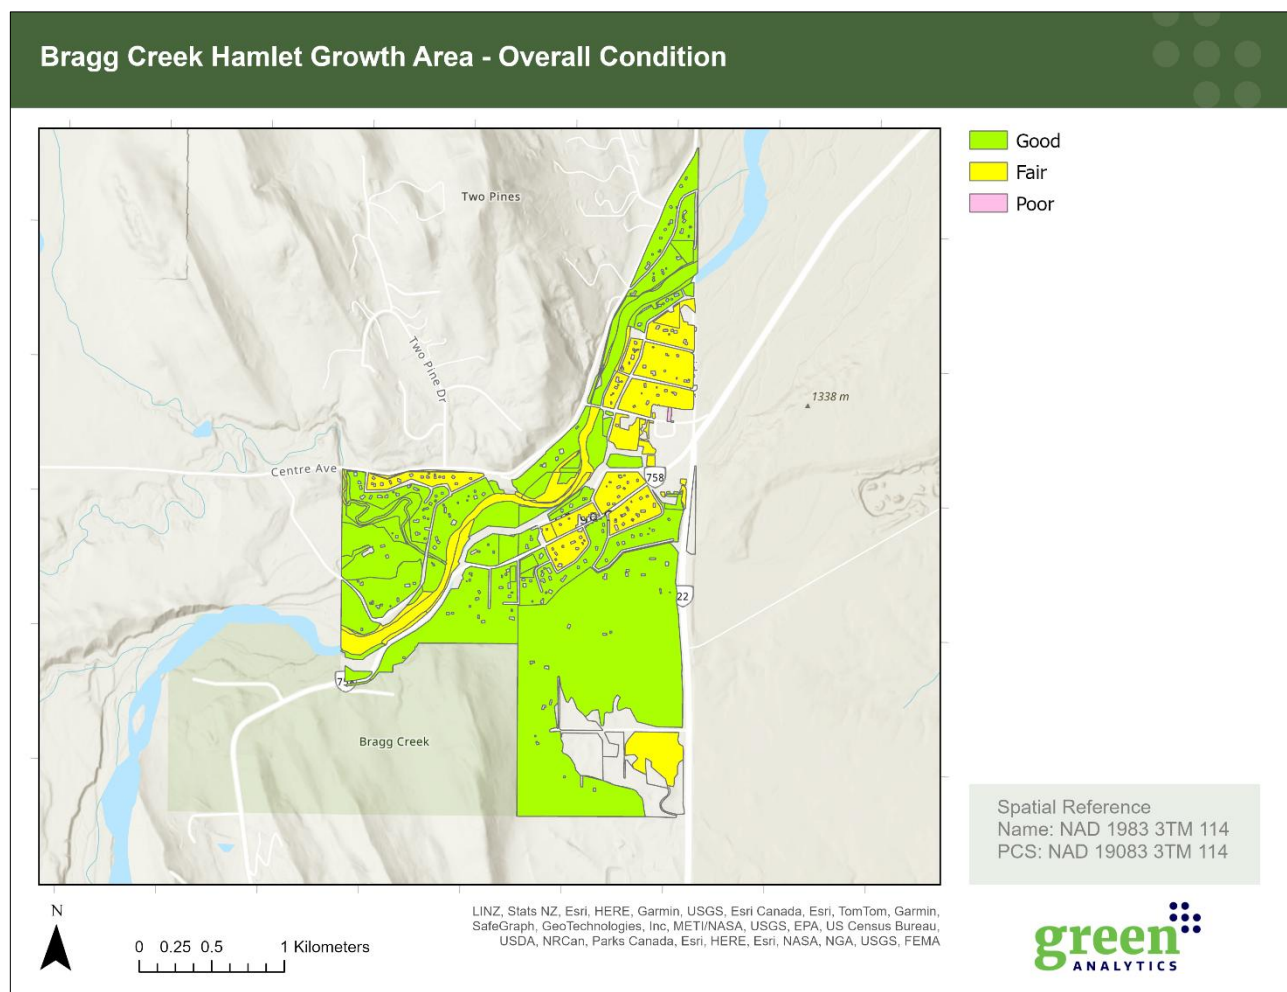 Bragg Creek Hamlet Growth Area - Overall Condition
Good
Fair
Poor
Two Pines
Two Pine Dr
1338 m
Centre Ave
758
22
Bragg Creek
Spatial Reference
Name: NAD 1983 3TM 114
PCS: NAD 19083 3TM 114
N
0 0.25 0.5 1 Kilometers
LINZ, Stats NZ, Esri, HERE, Garmin, USGS, Esri Canada, Esri, TomTom, Garmin,
SafeGraph, GeoTechnologies, Inc, METI/NASA, USGS, EPA, US Census Bureau,
USDA, NRCan, Parks Canada, Esri, HERE, Esri, NASA, NGA, USGS, FEMA
green
ANALYTICS